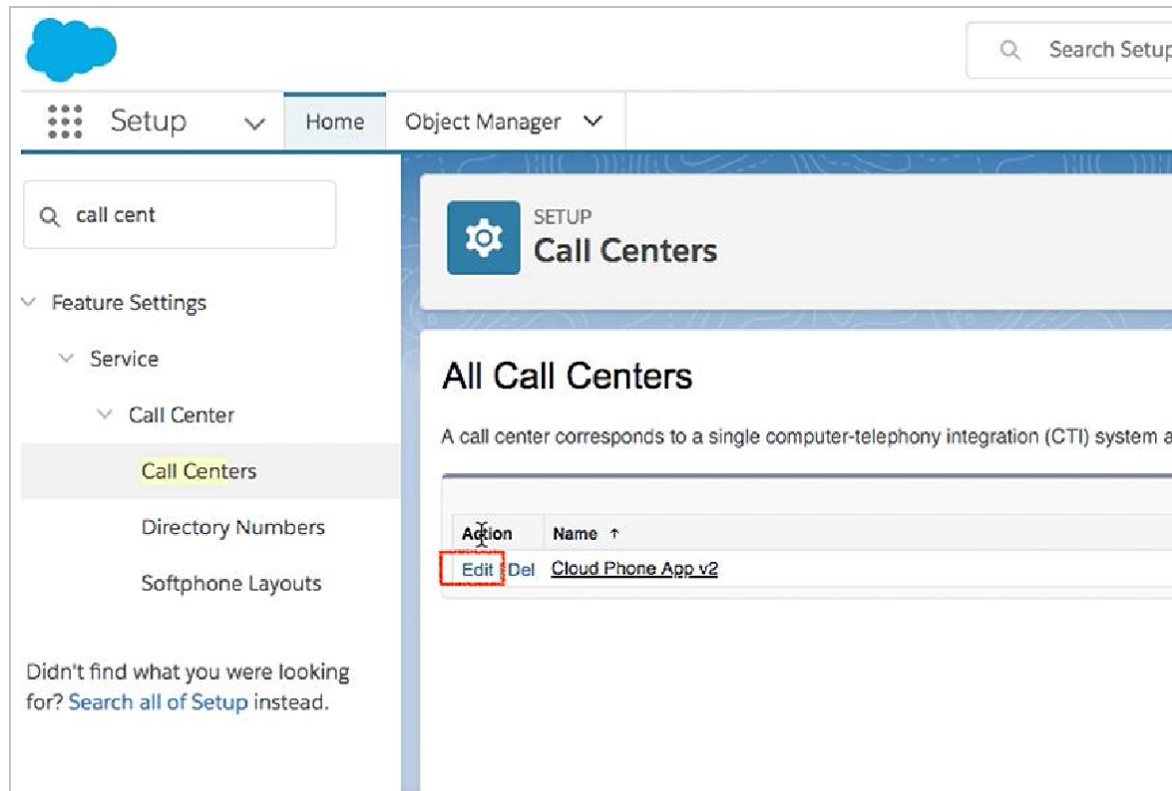 Search Setup
Setup
Home
Object Manager
call cent
Feature Settings
Service
Call Center
Call Centers
Directory Numbers
Softphone Layouts
Didn't find what you were looking
for? Search all of Setup instead.
SETUP
Call Centers
All Call Centers
A call center corresponds to a single computer-telephony integration (CTI) system a
Action Name ↑
Edit Del Cloud Phone App v2